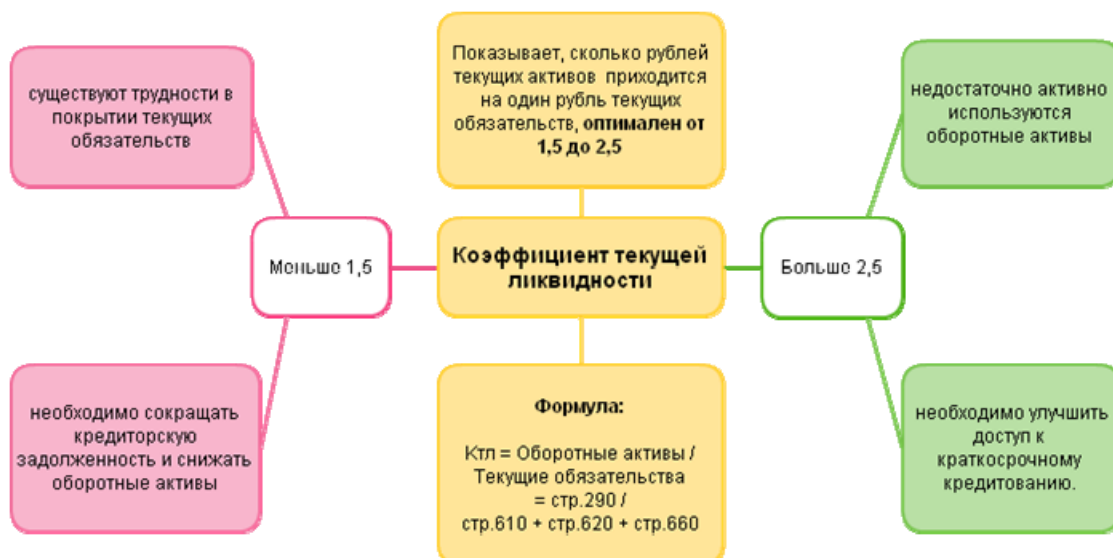 существуют трудности в
покрытии текущих
обязательств
Показывает, сколько рублей
текущих активов приходится
на один рубль текущих
обязательств, оптимален от
1,5 до 2,5
недостаточно активно
используются
оборотные активы
Меньше 1,5
Коэффициент текущей
ликвидности
Больше 2,5
необходимо сокращать
кредиторскую
задолженность и снижать
оборотные активы
Формула:
Ктл = Оборотные активы /
Текущие обязательства
= стр.290 /
стр.610 + стр.620 + стр.660
необходимо улучшить
доступ к
краткосрочному
кредитованию.